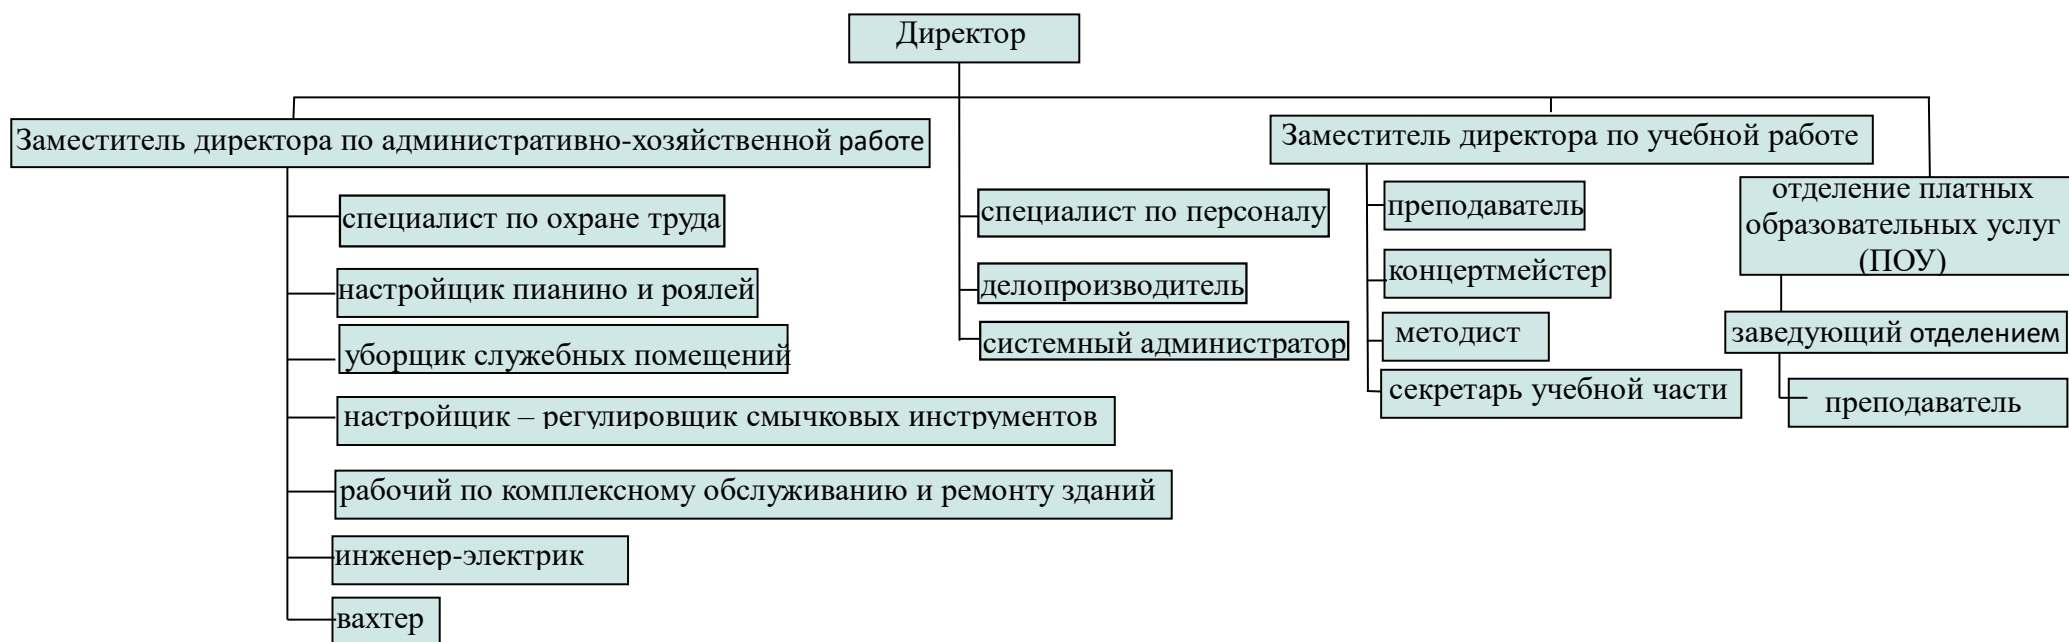 Директор
Заместитель директора по административно-хозяйственной работе
специалист по охране труда
настройщик пианино и роялей
уборщик служебных помещений
настройщик – регулировщик смычковых инструментов
рабочий по комплексному обслуживанию и ремонту зданий
инженер-электрик
вахтер
специалист по персоналу
делопроизводитель
системный администратор
Заместитель директора по учебной работе
преподаватель
концертмейстер
методист
секретарь учебной части
отделение платных
образовательных услуг
(ПОУ)
заведующий отделением
преподаватель